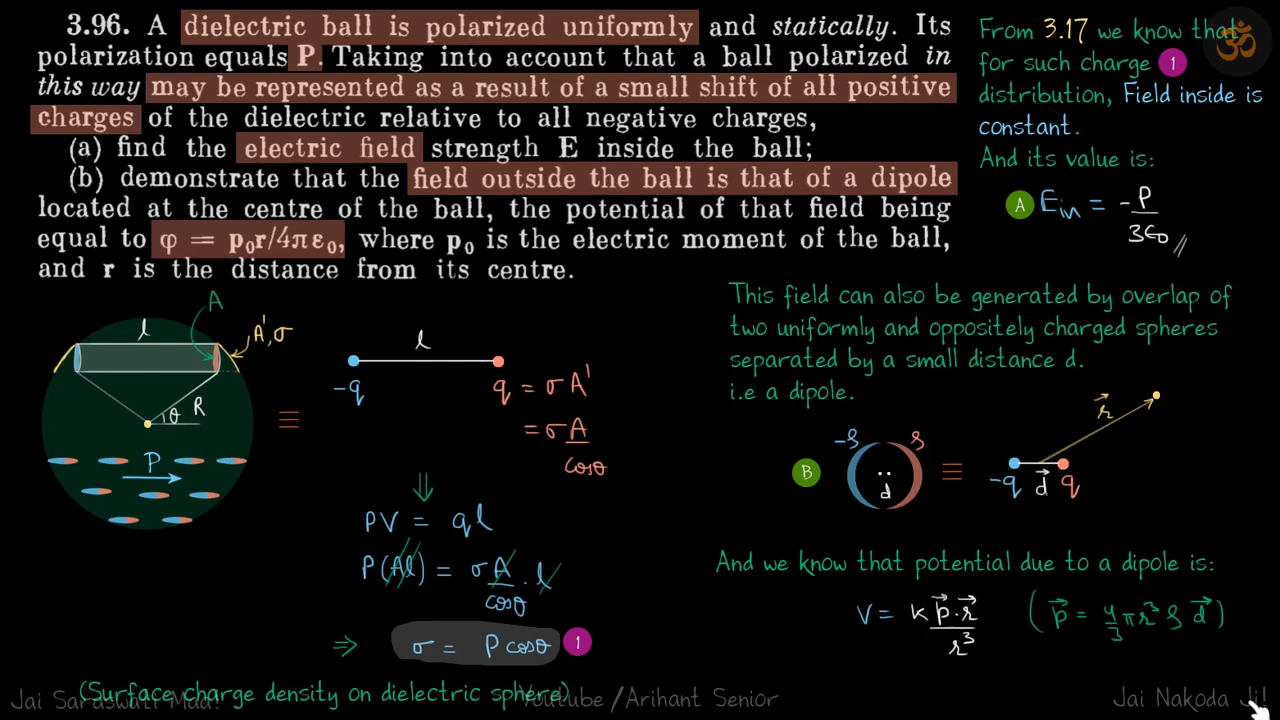 3.96. A dielectric ball is polarized uniformly and statically. Its
polarization equals P. Taking into account that a ball polarized in
this way may be represented as a result of a small shift of all positive
charges of the dielectric relative to all negative charges,
(a) find the electric field strength E inside the ball;
(b) demonstrate that the field outside the ball is that of a dipole
located at the centre of the ball, the potential of that field being
equal to φ = p₀r/4πε₀, where p₀ is the electric moment of the ball,
and r is the distance from its centre.
From 3.17 we know that
for such charge 1
distribution, Field inside is
constant.
And its value is:
A E_in = -P/3ε₀ //
ॐ
A
l
A', σ
θ R
P
≡
l
-q q = σA'
= σA/cosθ
⇓
PV = ql
P(Al) = σA/cosθ · l
⇒ σ = P cosθ 1
(Surface charge density on dielectric sphere)
This field can also be generated by overlap of
two uniformly and oppositely charged spheres
separated by a small distance d.
i.e a dipole.
B -ρ ρ
d
≡
-q d⃗ q
r⃗
And we know that potential due to a dipole is:
V = K p⃗·r⃗/r³ (p⃗ = 4/3 πr³ ρ d⃗)
Jai Saraswati Maa!
Youtube /Arihant Senior
Jai Nakoda Ji!